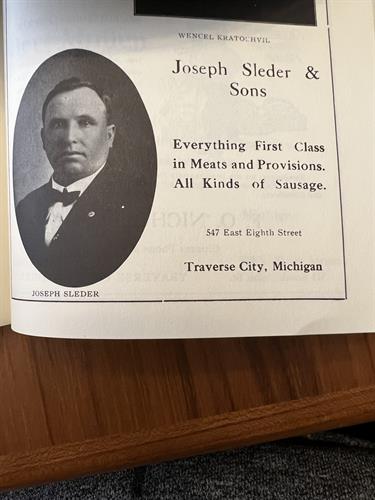 WENCEL KRATOCHVIL
Joseph Sleder &
Sons
Everything First Class
in Meats and Provisions.
All Kinds of Sausage.
547 East Eighth Street
Traverse City, Michigan
JOSEPH SLEDER